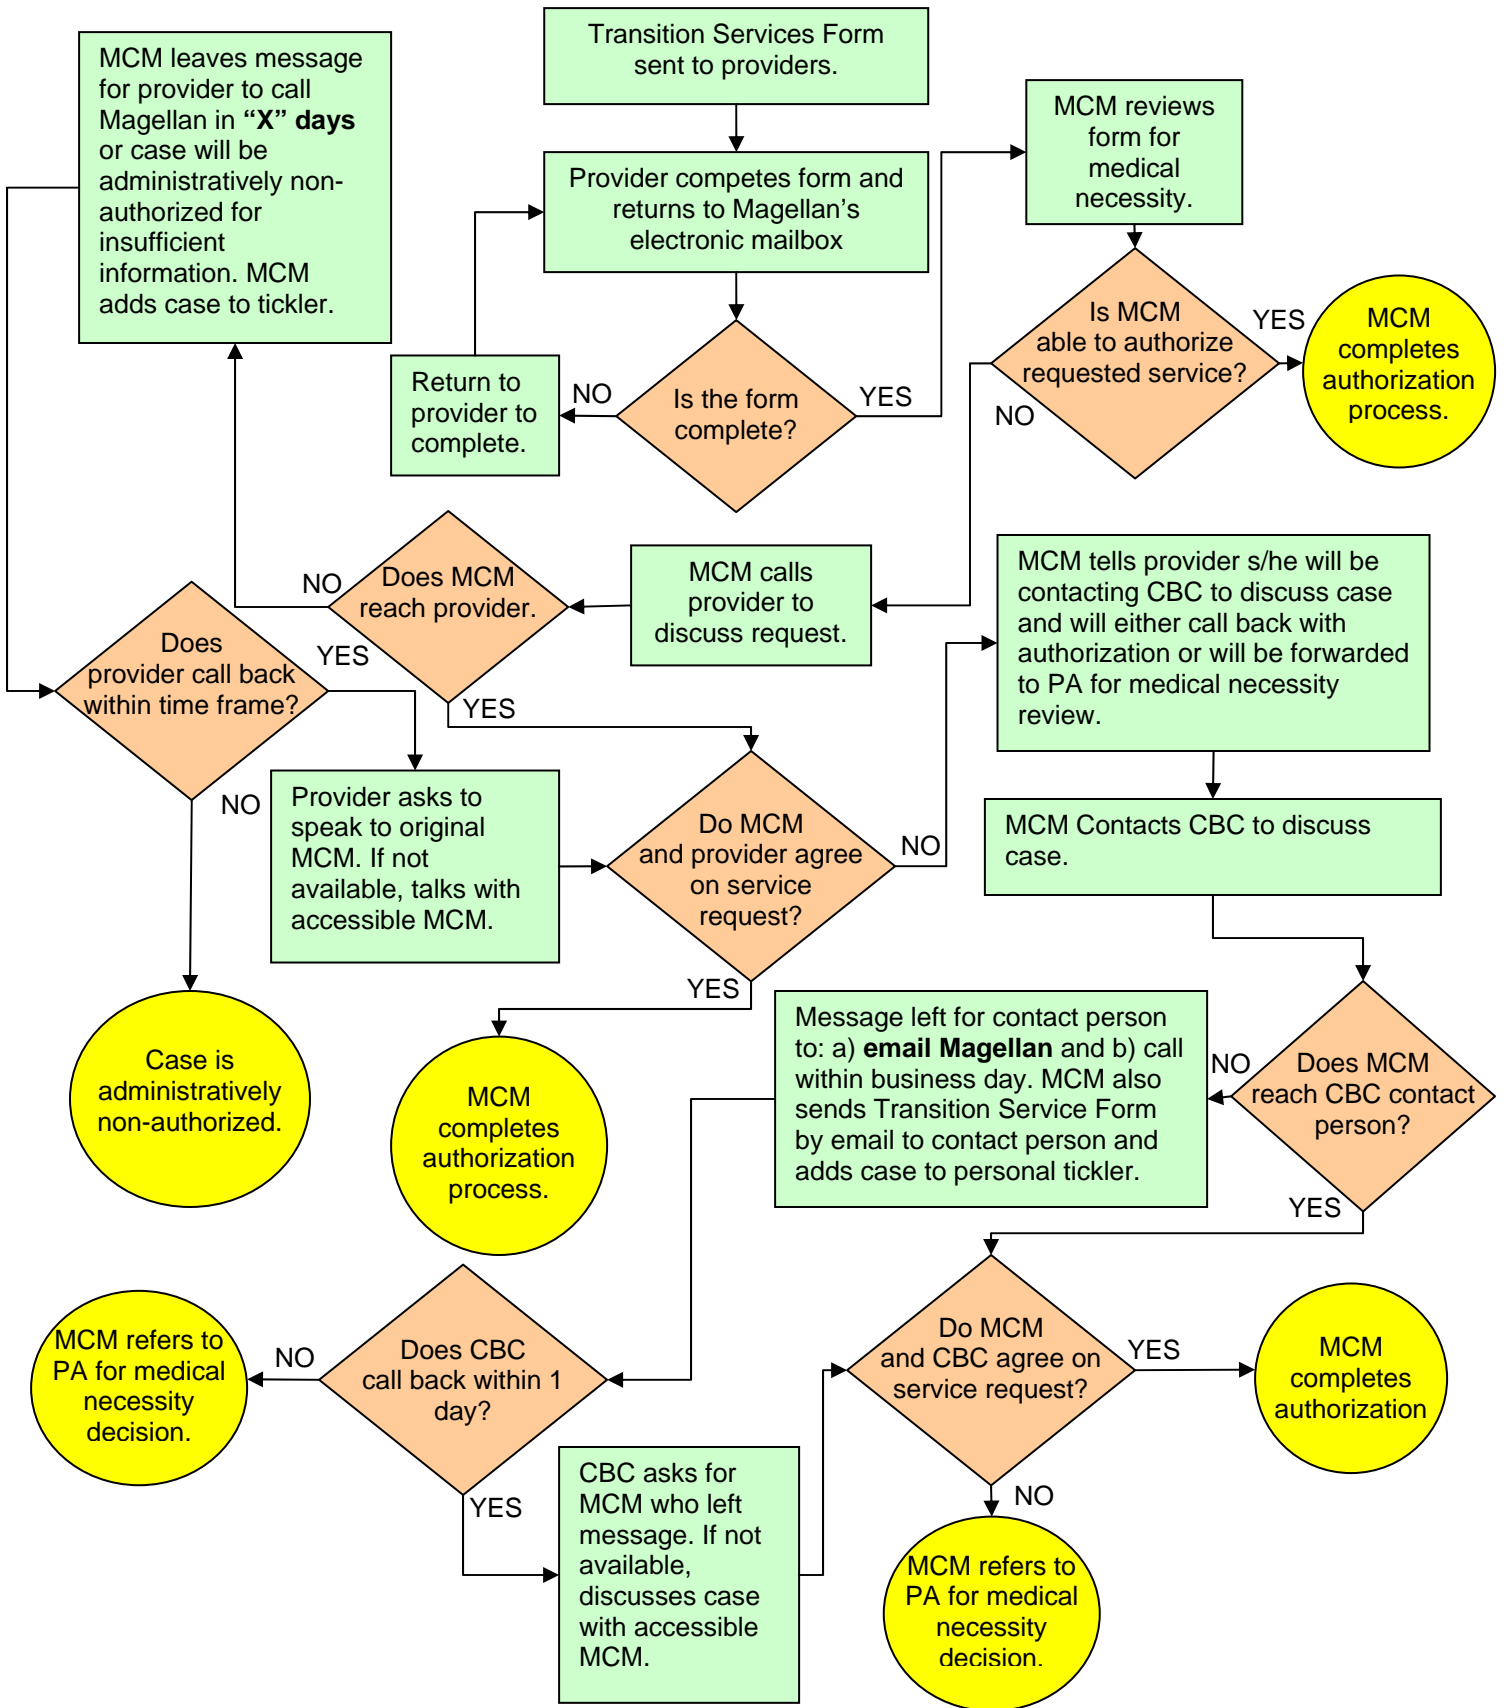 Transition Services Form
sent to providers.
MCM leaves message
for provider to call
Magellan in “X” days
or case will be
administratively non-
authorized for
insufficient
information. MCM
adds case to tickler.
MCM reviews
form for
medical
necessity.
Provider competes form and
returns to Magellan’s
electronic mailbox
Is MCM
able to authorize
requested service?
YES
NO
MCM
completes
authorization
process.
Return to
provider to
complete.
NO
Is the form
complete?
YES
NO
Does MCM
reach provider.
YES
MCM calls
provider to
discuss request.
MCM tells provider s/he will be
contacting CBC to discuss case
and will either call back with
authorization or will be forwarded
to PA for medical necessity
review.
Does
provider call back
within time frame?
YES
NO
Provider asks to
speak to original
MCM. If not
available, talks with
accessible MCM.
Do MCM
and provider agree
on service
request?
NO
YES
MCM Contacts CBC to discuss
case.
Case is
administratively
non-authorized.
MCM
completes
authorization
process.
Message left for contact person
to: a) email Magellan and b) call
within business day. MCM also
sends Transition Service Form
by email to contact person and
adds case to personal tickler.
NO
Does MCM
reach CBC contact
person?
YES
MCM refers to
PA for medical
necessity
decision.
NO
Does CBC
call back within 1
day?
YES
Do MCM
and CBC agree on
service request?
YES
NO
MCM
completes
authorization
CBC asks for
MCM who left
message. If not
available,
discusses case
with accessible
MCM.
MCM refers to
PA for medical
necessity
decision.